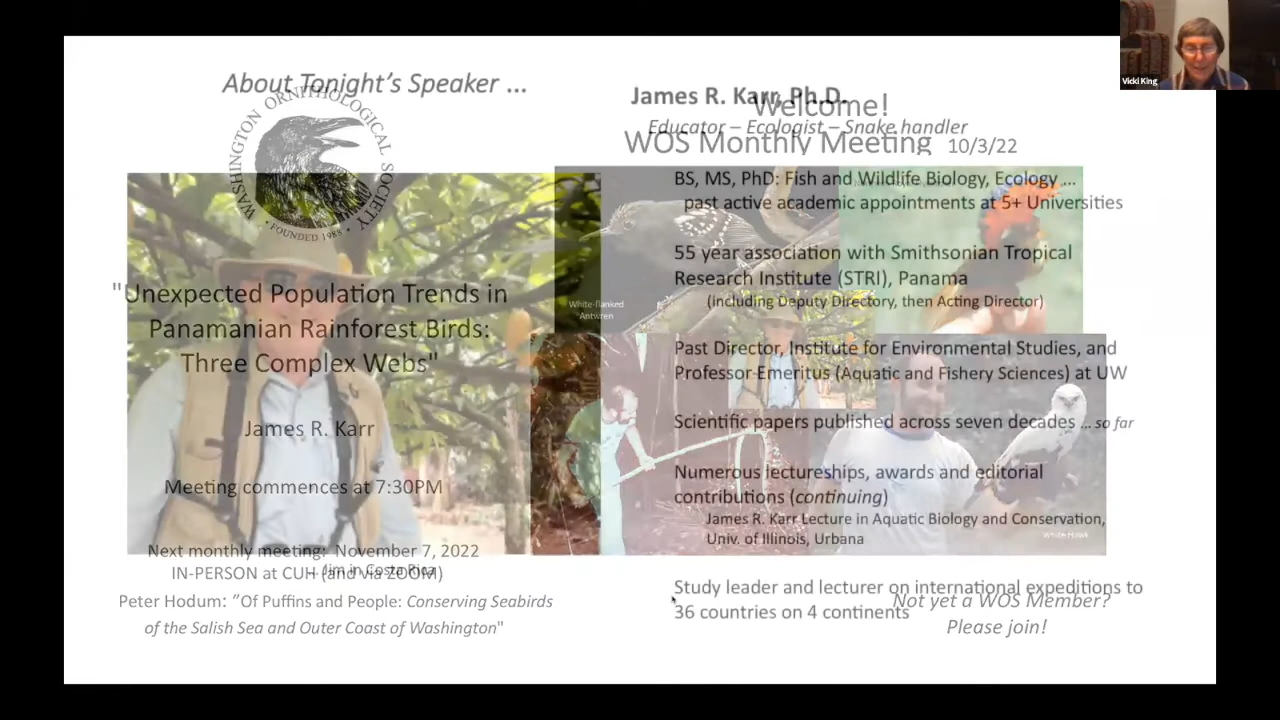 About Tonight's Speaker ...
WASHINGTON ORNITHOLOGICAL SOCIETY
• FOUNDED 1988 •
"Unexpected Population Trends in
Panamanian Rainforest Birds:
Three Complex Webs"
James R. Karr
Meeting commences at 7:30PM
Next monthly meeting: November 7, 2022
IN-PERSON at CUH (and via ZOOM)
... Jim in Costa Rica
Peter Hodum: "Of Puffins and People: Conserving Seabirds
of the Salish Sea and Outer Coast of Washington"
James R. Karr, Ph.D.
Educator – Ecologist – Snake handler
Welcome!
WOS Monthly Meeting 10/3/22
BS, MS, PhD: Fish and Wildlife Biology, Ecology ...
past active academic appointments at 5+ Universities
55 year association with Smithsonian Tropical
Research Institute (STRI), Panama
(including Deputy Directory, then Acting Director)
White-flanked
Antwren
Past Director, Institute for Environmental Studies, and
Professor Emeritus (Aquatic and Fishery Sciences) at UW
Scientific papers published across seven decades ... so far
Numerous lectureships, awards and editorial
contributions (continuing)
James R. Karr Lecture in Aquatic Biology and Conservation,
Univ. of Illinois, Urbana
White Hawk
Study leader and lecturer on international expeditions to
36 countries on 4 continents
Not yet a WOS Member?
Please join!
Vicki King